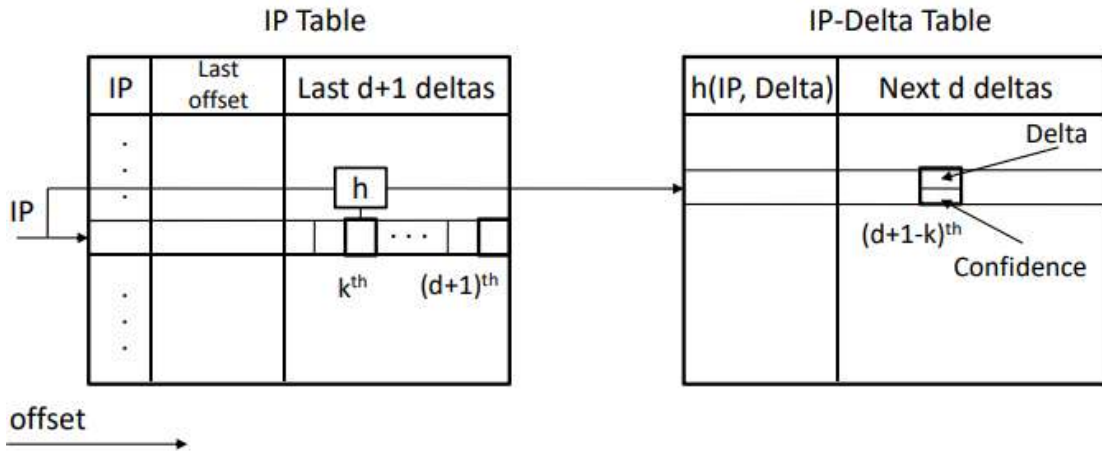 IP Table
IP-Delta Table
IP
Last
offset
Last d+1 deltas
h(IP, Delta)
Next d deltas
Delta
h
IP
. . .
(d+1-k)th
Confidence
kth
(d+1)th
offset